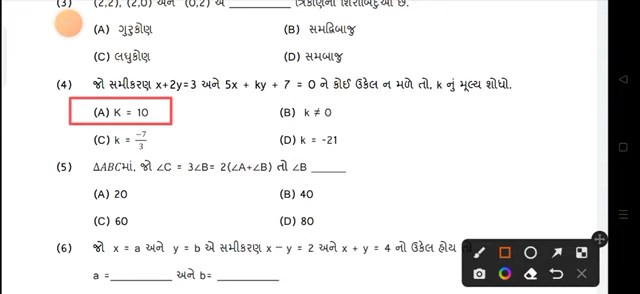 (3) (2,2), (2,0) અને (0,2) એ ________ ત્રિકોણના શિરોબિંદુઓ છે.
(A) ગુરુકોણ (B) સમદ્વિબાજુ
(C) લઘુકોણ (D) સમબાજુ
(4) જો સમીકરણ x+2y=3 અને 5x + ky + 7 = 0 ને કોઈ ઉકેલ ન મળે તો, k નું મૂલ્ય શોધો.
(A) K = 10 (B) k ≠ 0
(C) k = −7/3 (D) K = -21
(5) ΔABCમાં, જો ∠C = 3∠B= 2(∠A+∠B) તો ∠B ______
(A) 20 (B) 40
(C) 60 (D) 80
(6) જો x = a અને y = b એ સમીકરણ x − y = 2 અને x + y = 4 નો ઉકેલ હોય
a =__________ અને b= __________